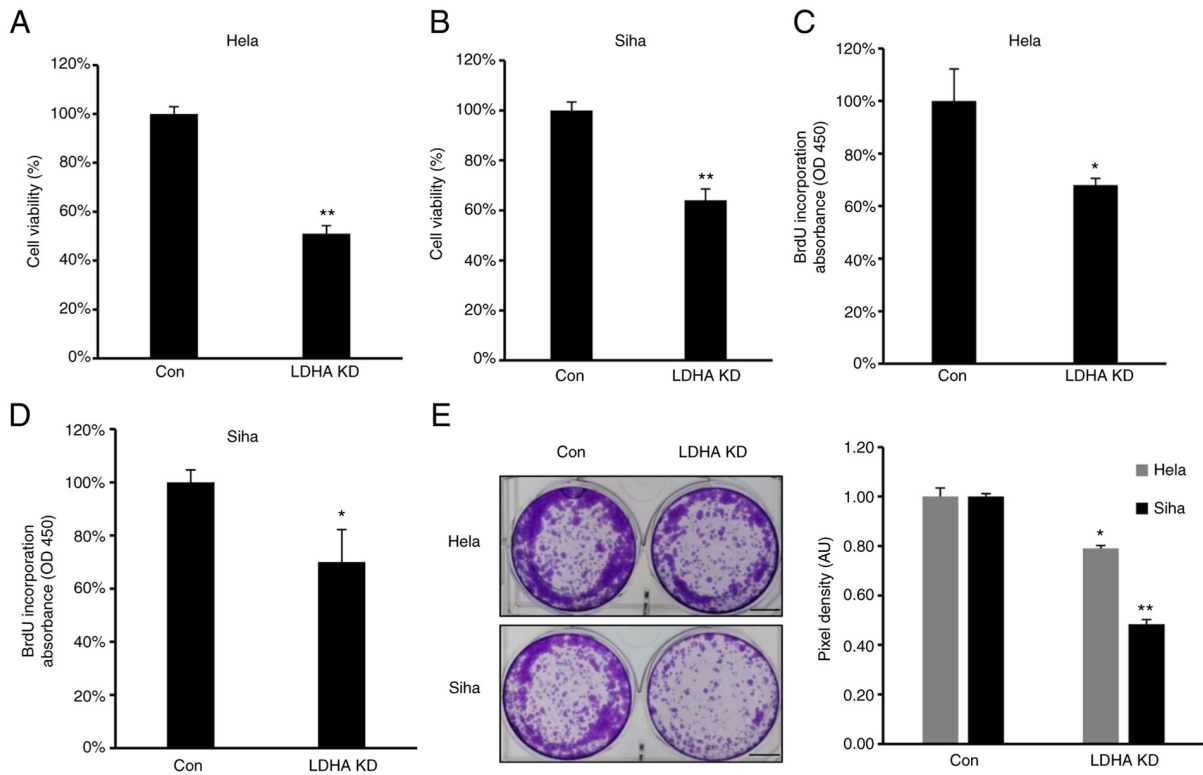 A
Hela
120%
100%
80%
60%
40%
20%
0%
Cell viability (%)
**
Con
LDHA KD
B
Siha
120%
100%
80%
60%
40%
20%
0%
Cell viability (%)
**
Con
LDHA KD
C
Hela
120%
100%
80%
60%
40%
20%
0%
BrdU incorporation
absorbance (OD 450)
*
Con
LDHA KD
D
Siha
120%
100%
80%
60%
40%
20%
0%
BrdU incorporation
absorbance (OD 450)
*
Con
LDHA KD
E
Con
LDHA KD
Hela
Siha
1.20
1.00
0.80
0.60
0.40
0.20
0.00
Pixel density (AU)
Hela
Siha
*
**
Con
LDHA KD